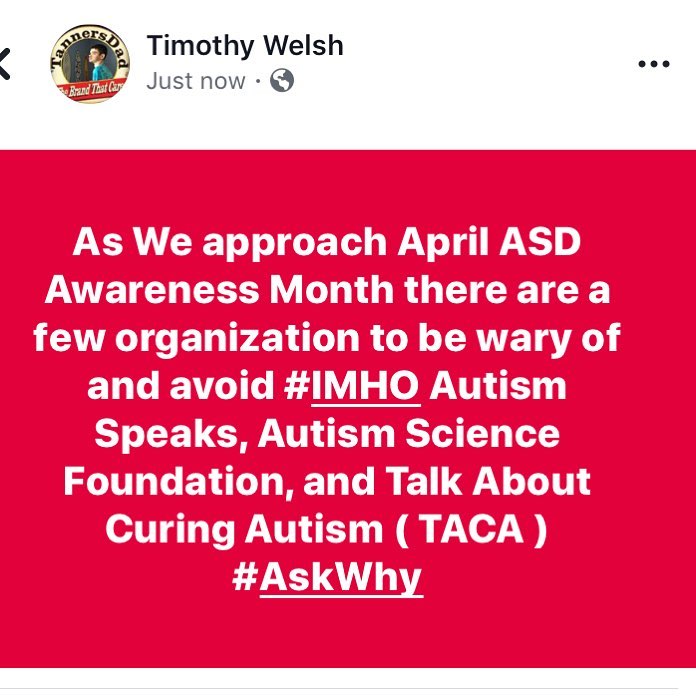 Timothy Welsh
TannersDad
Just now ·
The Brand That Car
•••
As We approach April ASD
Awareness Month there are a
few organization to be wary of
and avoid #IMHO Autism
Speaks, Autism Science
Foundation, and Talk About
Curing Autism ( TACA )
#AskWhy